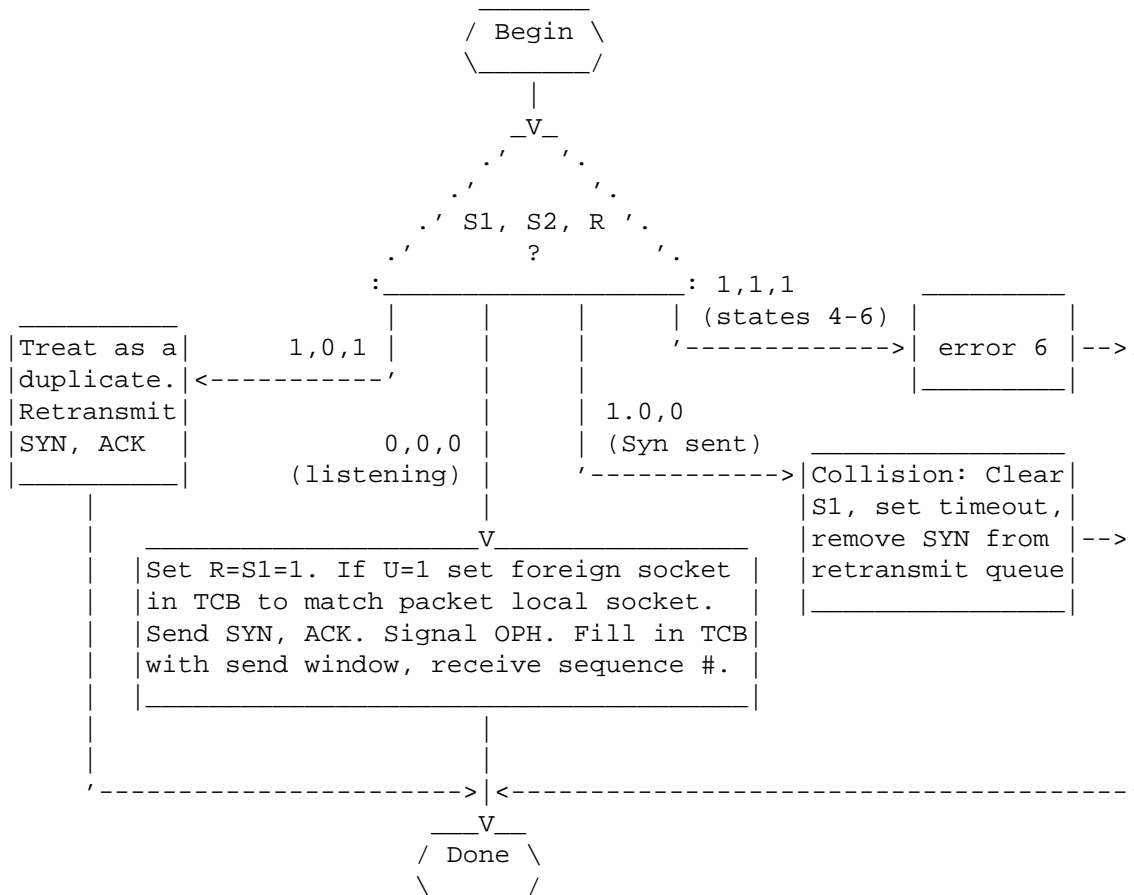 Begin
S1, S2, R
?
1,1,1
(states 4-6)
error 6
Treat as a
duplicate.
Retransmit
SYN, ACK
1,0,1
0,0,0
(listening)
1.0,0
(Syn sent)
Collision: Clear
S1, set timeout,
remove SYN from
retransmit queue
Set R=S1=1. If U=1 set foreign socket
in TCB to match packet local socket.
Send SYN, ACK. Signal OPH. Fill in TCB
with send window, receive sequence #.
Done